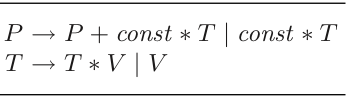 P → P + const * T | const * T
T → T * V | V